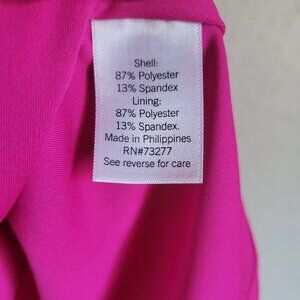 Shell:
87% Polyester
13% Spandex
Lining:
87% Polyester
13% Spandex.
Made in Philippines
RN#73277
See reverse for care